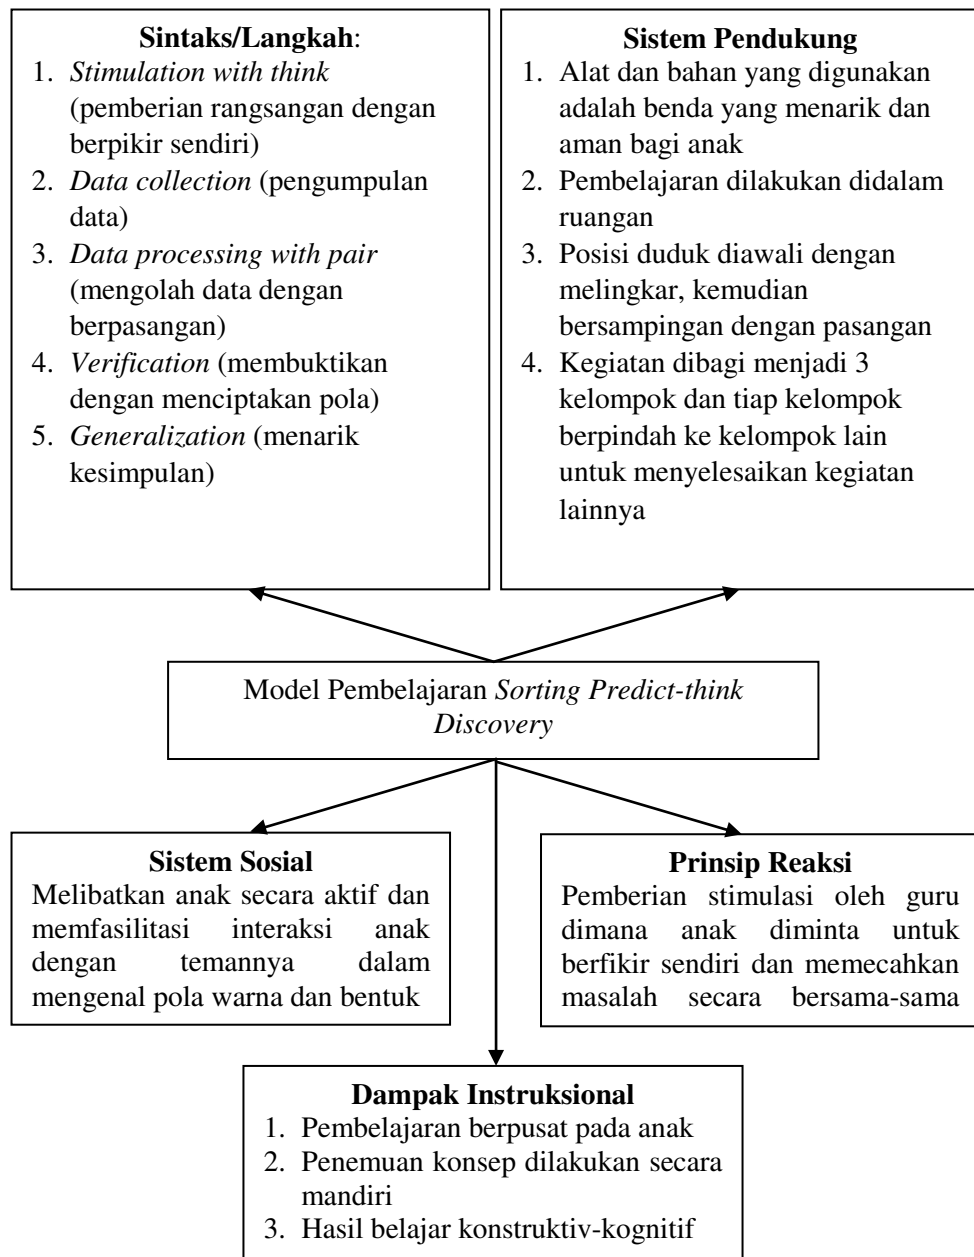 Sintaks/Langkah:
1. Stimulation with think
(pemberian rangsangan dengan
berpikir sendiri)
2. Data collection (pengumpulan
data)
3. Data processing with pair
(mengolah data dengan
berpasangan)
4. Verification (membuktikan
dengan menciptakan pola)
5. Generalization (menarik
kesimpulan)
Sistem Pendukung
1. Alat dan bahan yang digunakan
adalah benda yang menarik dan
aman bagi anak
2. Pembelajaran dilakukan didalam
ruangan
3. Posisi duduk diawali dengan
melingkar, kemudian
bersampingan dengan pasangan
4. Kegiatan dibagi menjadi 3
kelompok dan tiap kelompok
berpindah ke kelompok lain
untuk menyelesaikan kegiatan
lainnya
Model Pembelajaran Sorting Predict-think
Discovery
Sistem Sosial
Melibatkan anak secara aktif dan
memfasilitasi interaksi anak
dengan temannya dalam
mengenal pola warna dan bentuk
Prinsip Reaksi
Pemberian stimulasi oleh guru
dimana anak diminta untuk
berfikir sendiri dan memecahkan
masalah secara bersama-sama
Dampak Instruksional
1. Pembelajaran berpusat pada anak
2. Penemuan konsep dilakukan secara
mandiri
3. Hasil belajar konstruktiv-kognitif